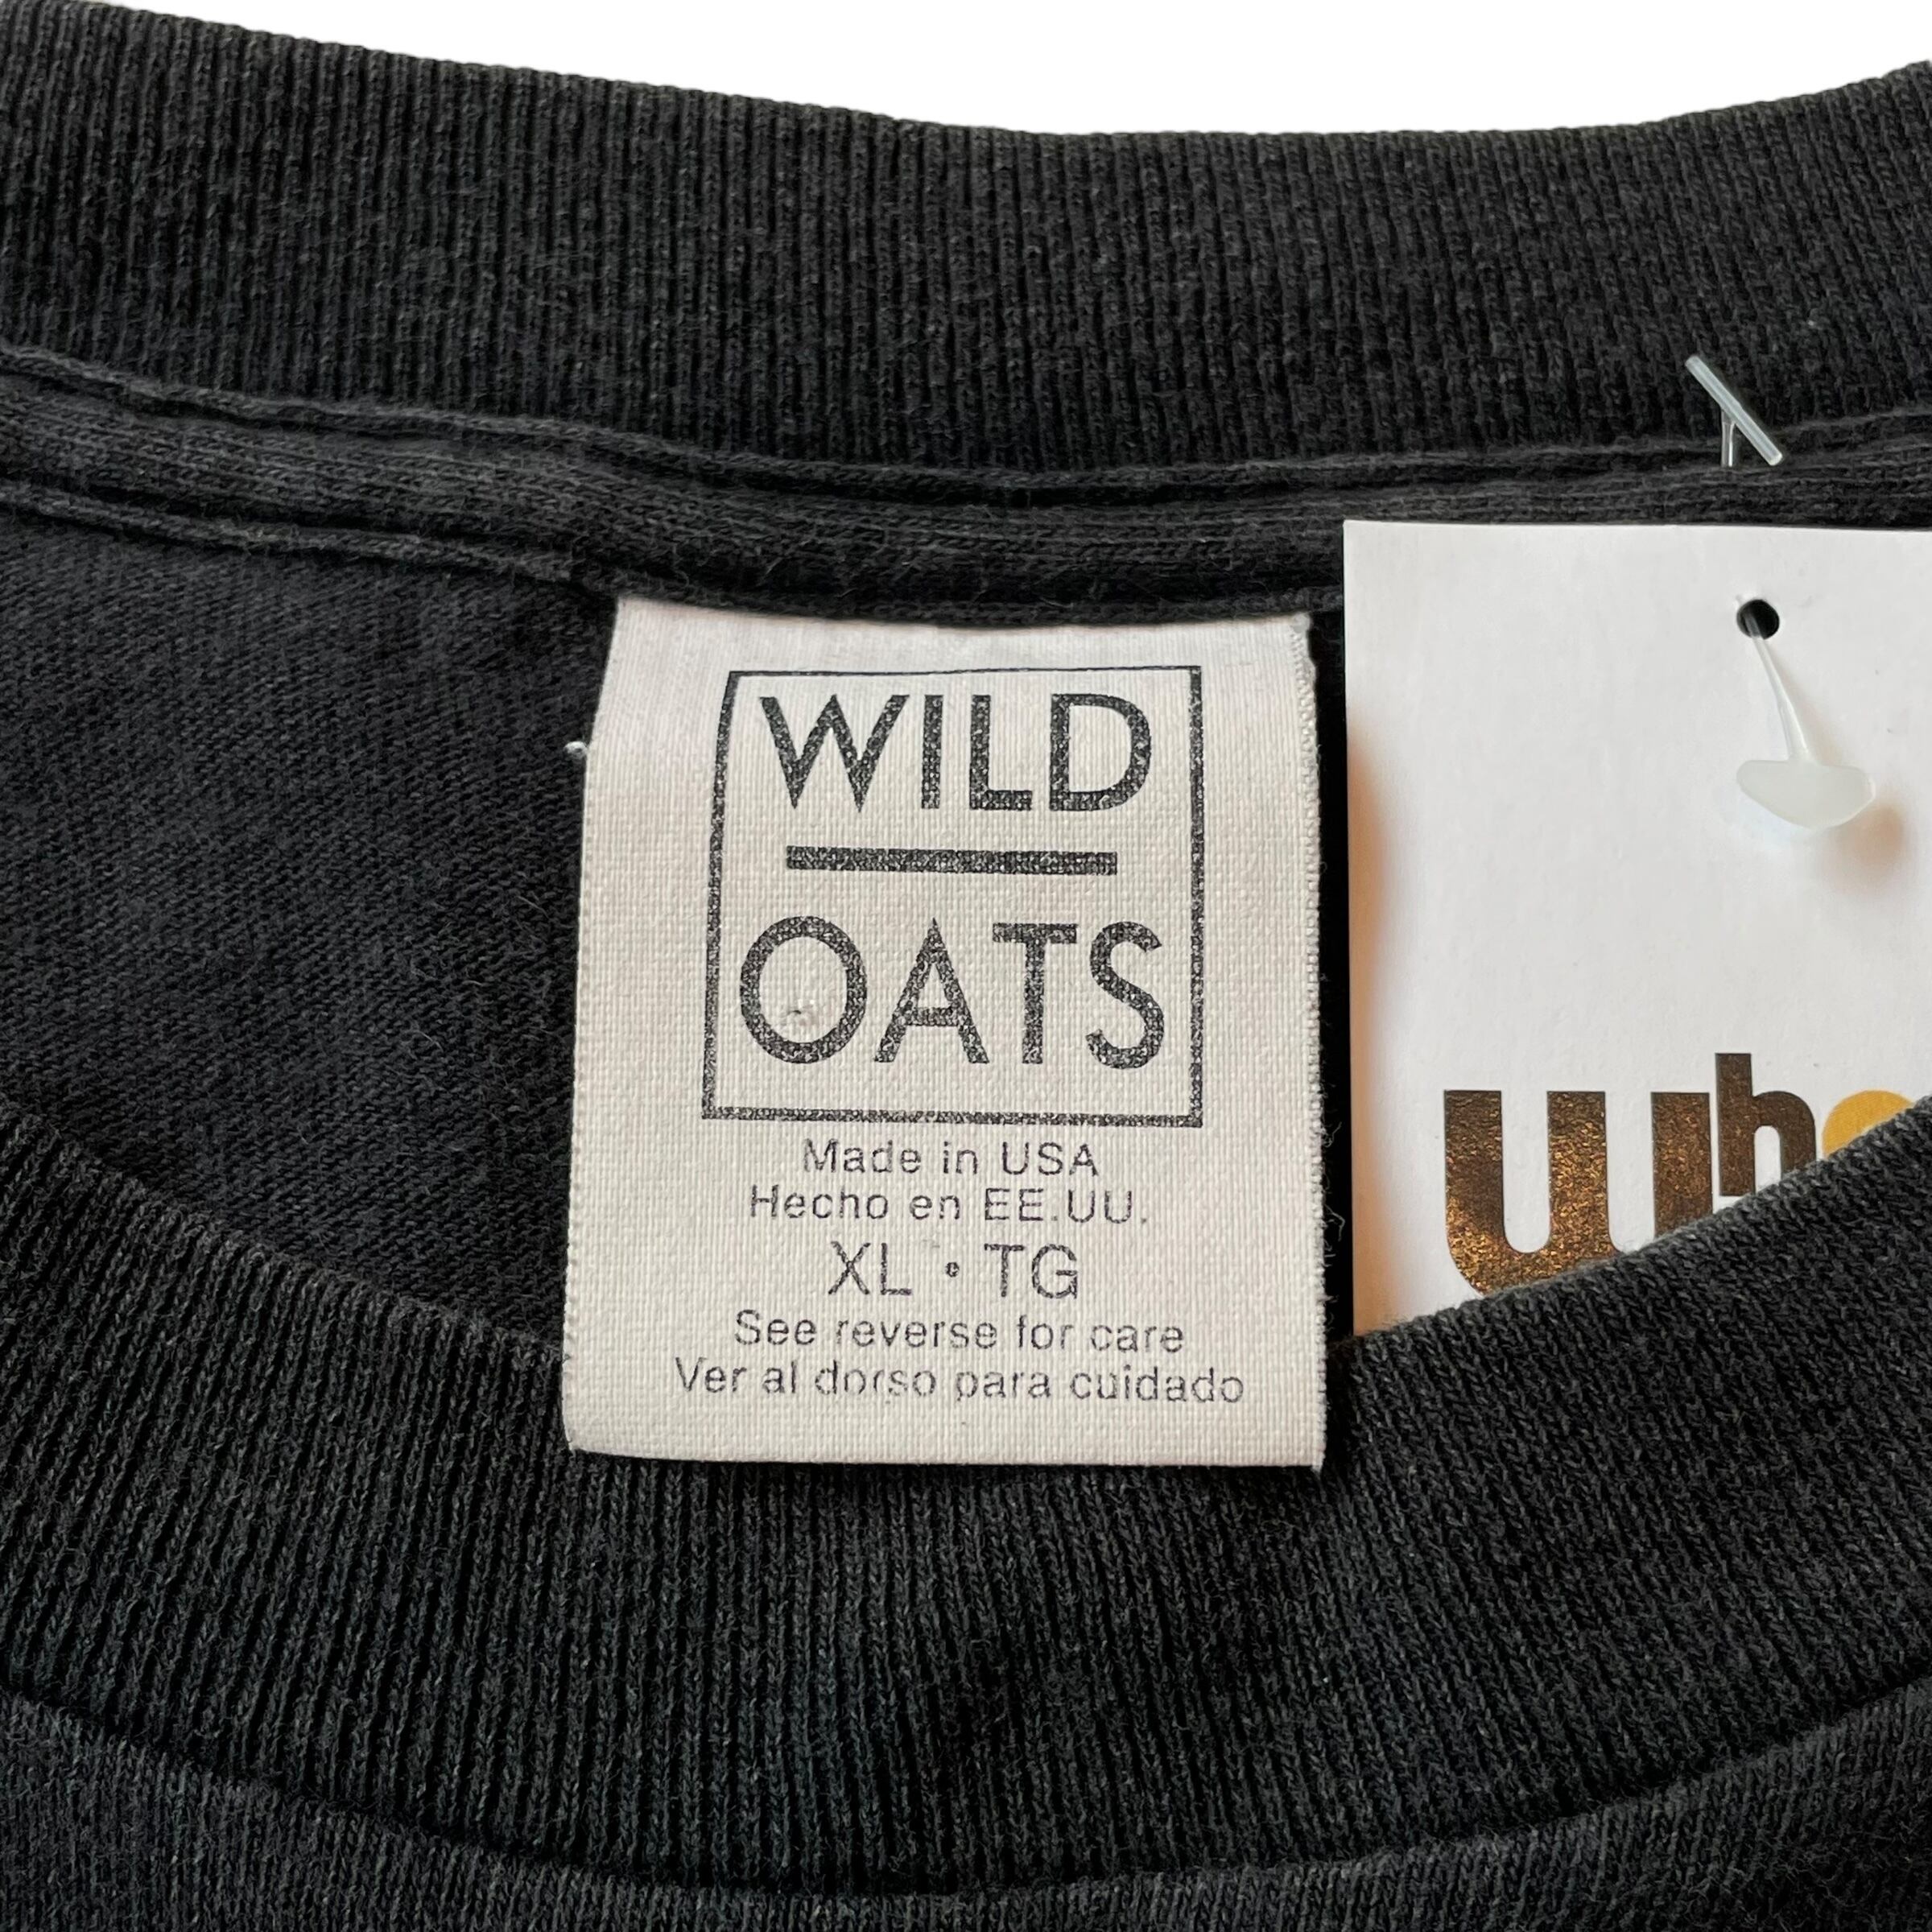 WILD
OATS
Made in USA
Hecho en EE.UU.
XL • TG
See reverse for care
Ver al dorso para cuidado